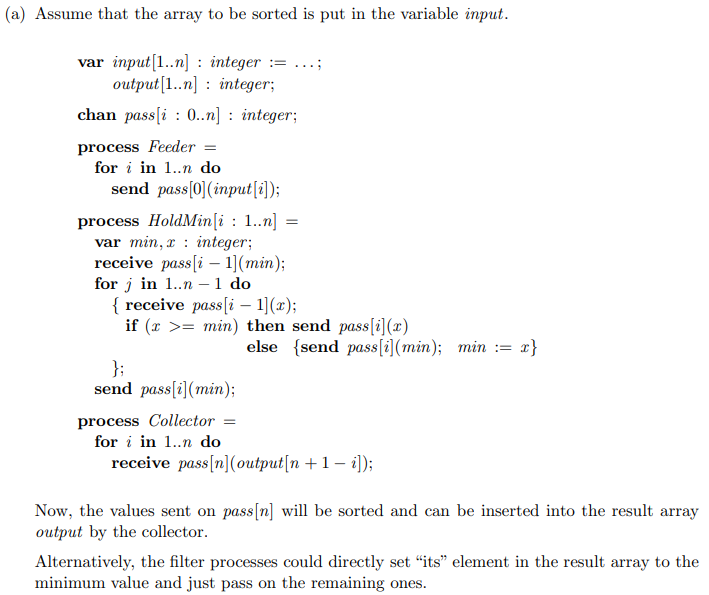 (a) Assume that the array to be sorted is put in the variable input.
var input[1..n] : integer := ...;
output[1..n] : integer;
chan pass[i : 0..n] : integer;
process Feeder =
for i in 1..n do
send pass[0](input[i]);
process HoldMin[i : 1..n] =
var min, x : integer;
receive pass[i − 1](min);
for j in 1..n − 1 do
{ receive pass[i − 1](x);
if (x >= min) then send pass[i](x)
else {send pass[i](min); min := x}
};
send pass[i](min);
process Collector =
for i in 1..n do
receive pass[n](output[n + 1 − i]);
Now, the values sent on pass[n] will be sorted and can be inserted into the result array
output by the collector.
Alternatively, the filter processes could directly set “its” element in the result array to the
minimum value and just pass on the remaining ones.